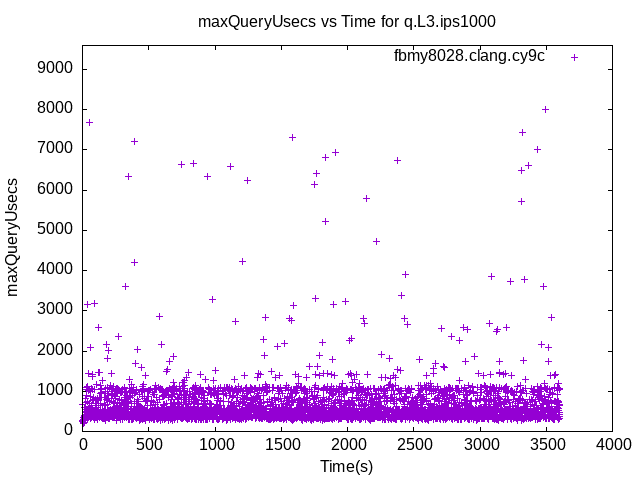 maxQueryUsecs vs Time for q.L3.ips1000
fbmy8028.clang.cy9c
9000
8000
7000
6000
5000
4000
3000
2000
1000
0
maxQueryUsecs
0 500 1000 1500 2000 2500 3000 3500 4000
Time(s)